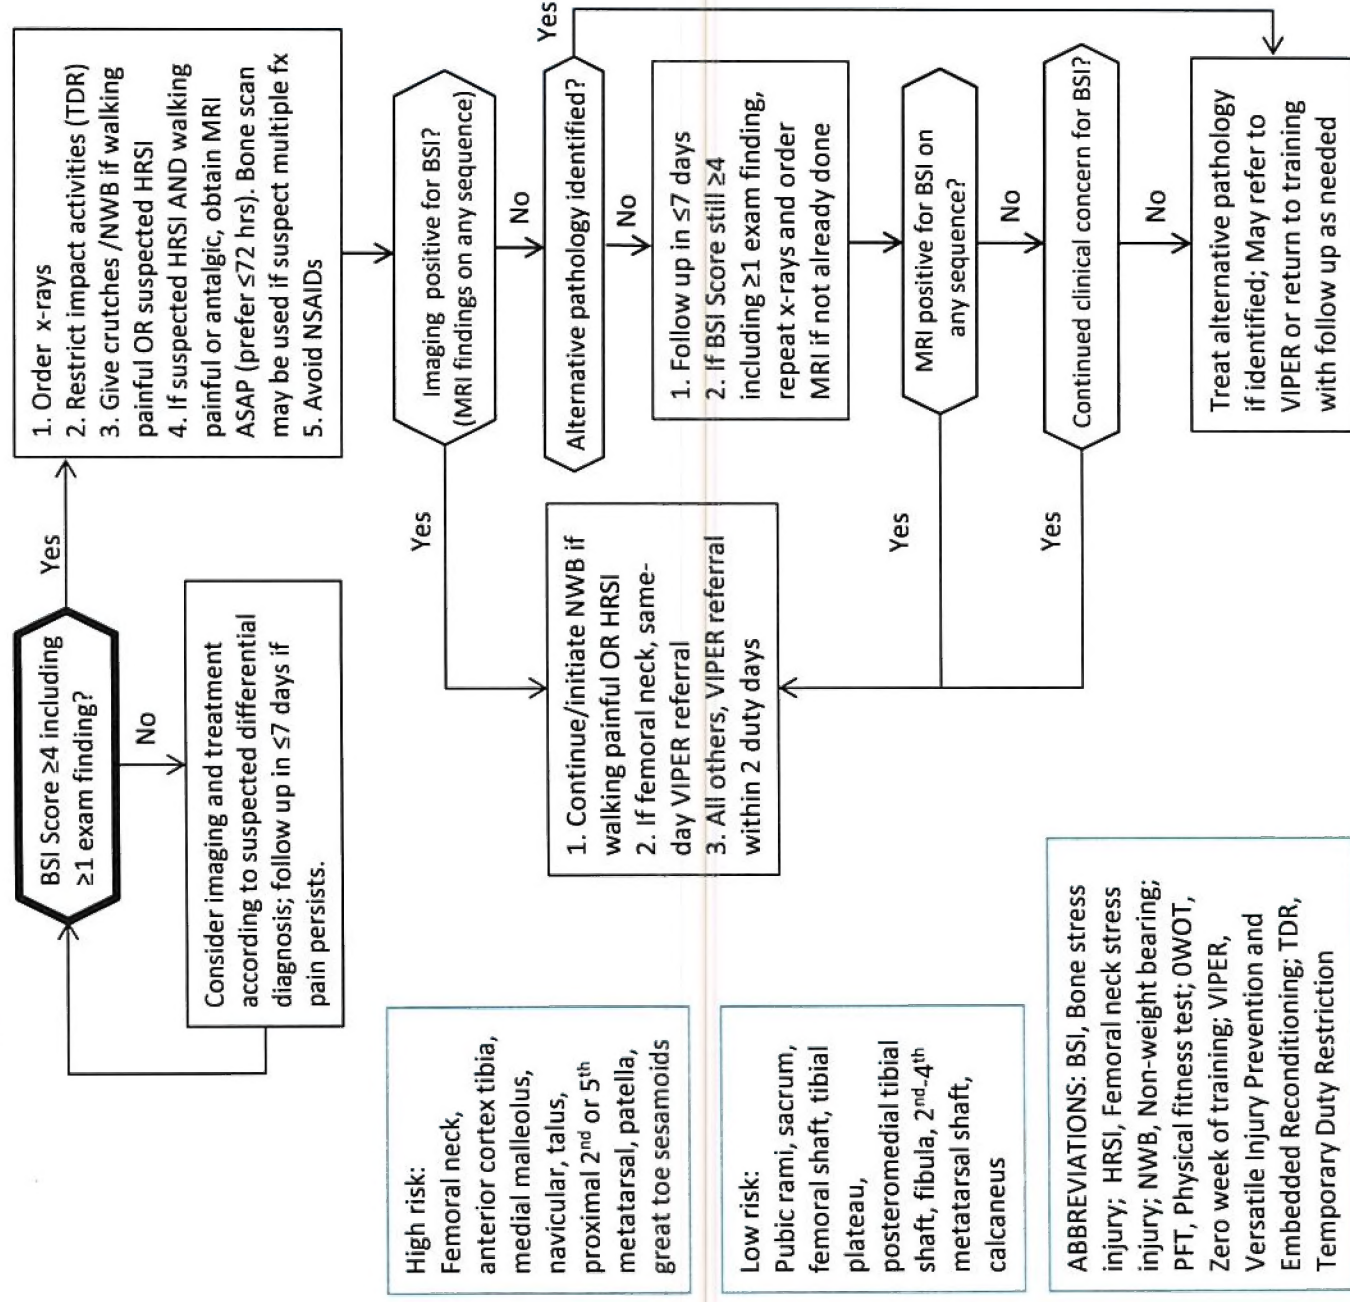 BSI Score ≥4 including
≥1 exam finding?
Yes
No
Consider imaging and treatment
according to suspected differential
diagnosis; follow up in ≤7 days if
pain persists.
1. Order x-rays
2. Restrict impact activities (TDR)
3. Give crutches /NWB if walking
painful OR suspected HRSI
4. If suspected HRSI AND walking
painful or antalgic, obtain MRI
ASAP (prefer ≤72 hrs). Bone scan
may be used if suspect multiple fx
5. Avoid NSAIDs
Imaging positive for BSI?
(MRI findings on any sequence)
Yes
No
Alternative pathology identified?
Yes
No
1. Continue/initiate NWB if
walking painful OR HRSI
2. If femoral neck, same-
day VIPER referral
3. All others, VIPER referral
within 2 duty days
1. Follow up in ≤7 days
2. If BSI Score still ≥4
including ≥1 exam finding,
repeat x-rays and order
MRI if not already done
MRI positive for BSI on
any sequence?
Yes
No
Continued clinical concern for BSI?
Yes
No
Treat alternative pathology
if identified; May refer to
VIPER or return to training
with follow up as needed
High risk:
Femoral neck,
anterior cortex tibia,
medial malleolus,
navicular, talus,
proximal 2nd or 5th
metatarsal, patella,
great toe sesamoids
Low risk:
Pubic rami, sacrum,
femoral shaft, tibial
plateau,
posteromedial tibial
shaft, fibula, 2nd-4th
metatarsal shaft,
calcaneus
ABBREVIATIONS: BSI, Bone stress
injury; HRSI, Femoral neck stress
injury; NWB, Non-weight bearing;
PFT, Physical fitness test; 0WOT,
Zero week of training; VIPER,
Versatile Injury Prevention and
Embedded Reconditioning; TDR,
Temporary Duty Restriction